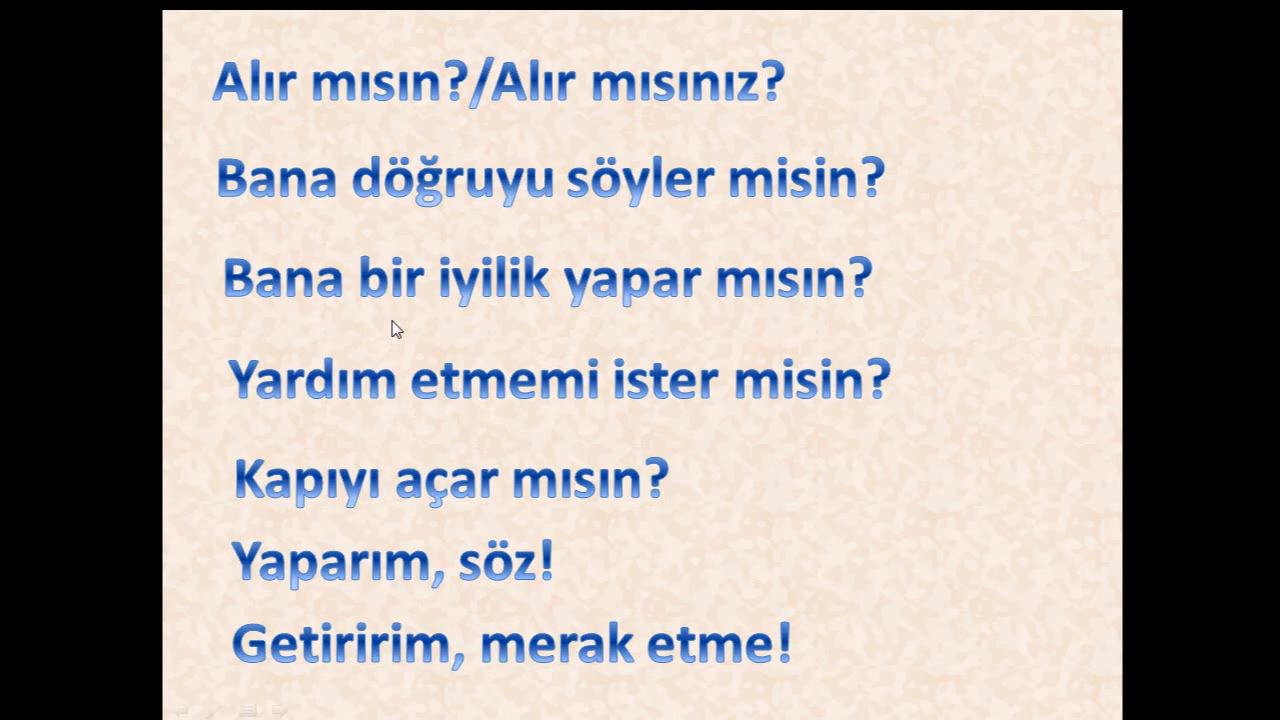 Alır mısın?/Alır mısınız?
Bana döğruyu söyler misin?
Bana bir iyilik yapar mısın?
Yardım etmemi ister misin?
Kapıyı açar mısın?
Yaparım, söz!
Getiririm, merak etme!